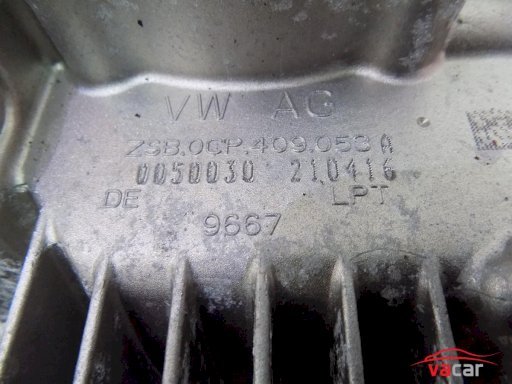 VW AG
ZSB.0CP.409.053 A
0050030 210416
DE LPT
9667
vacar